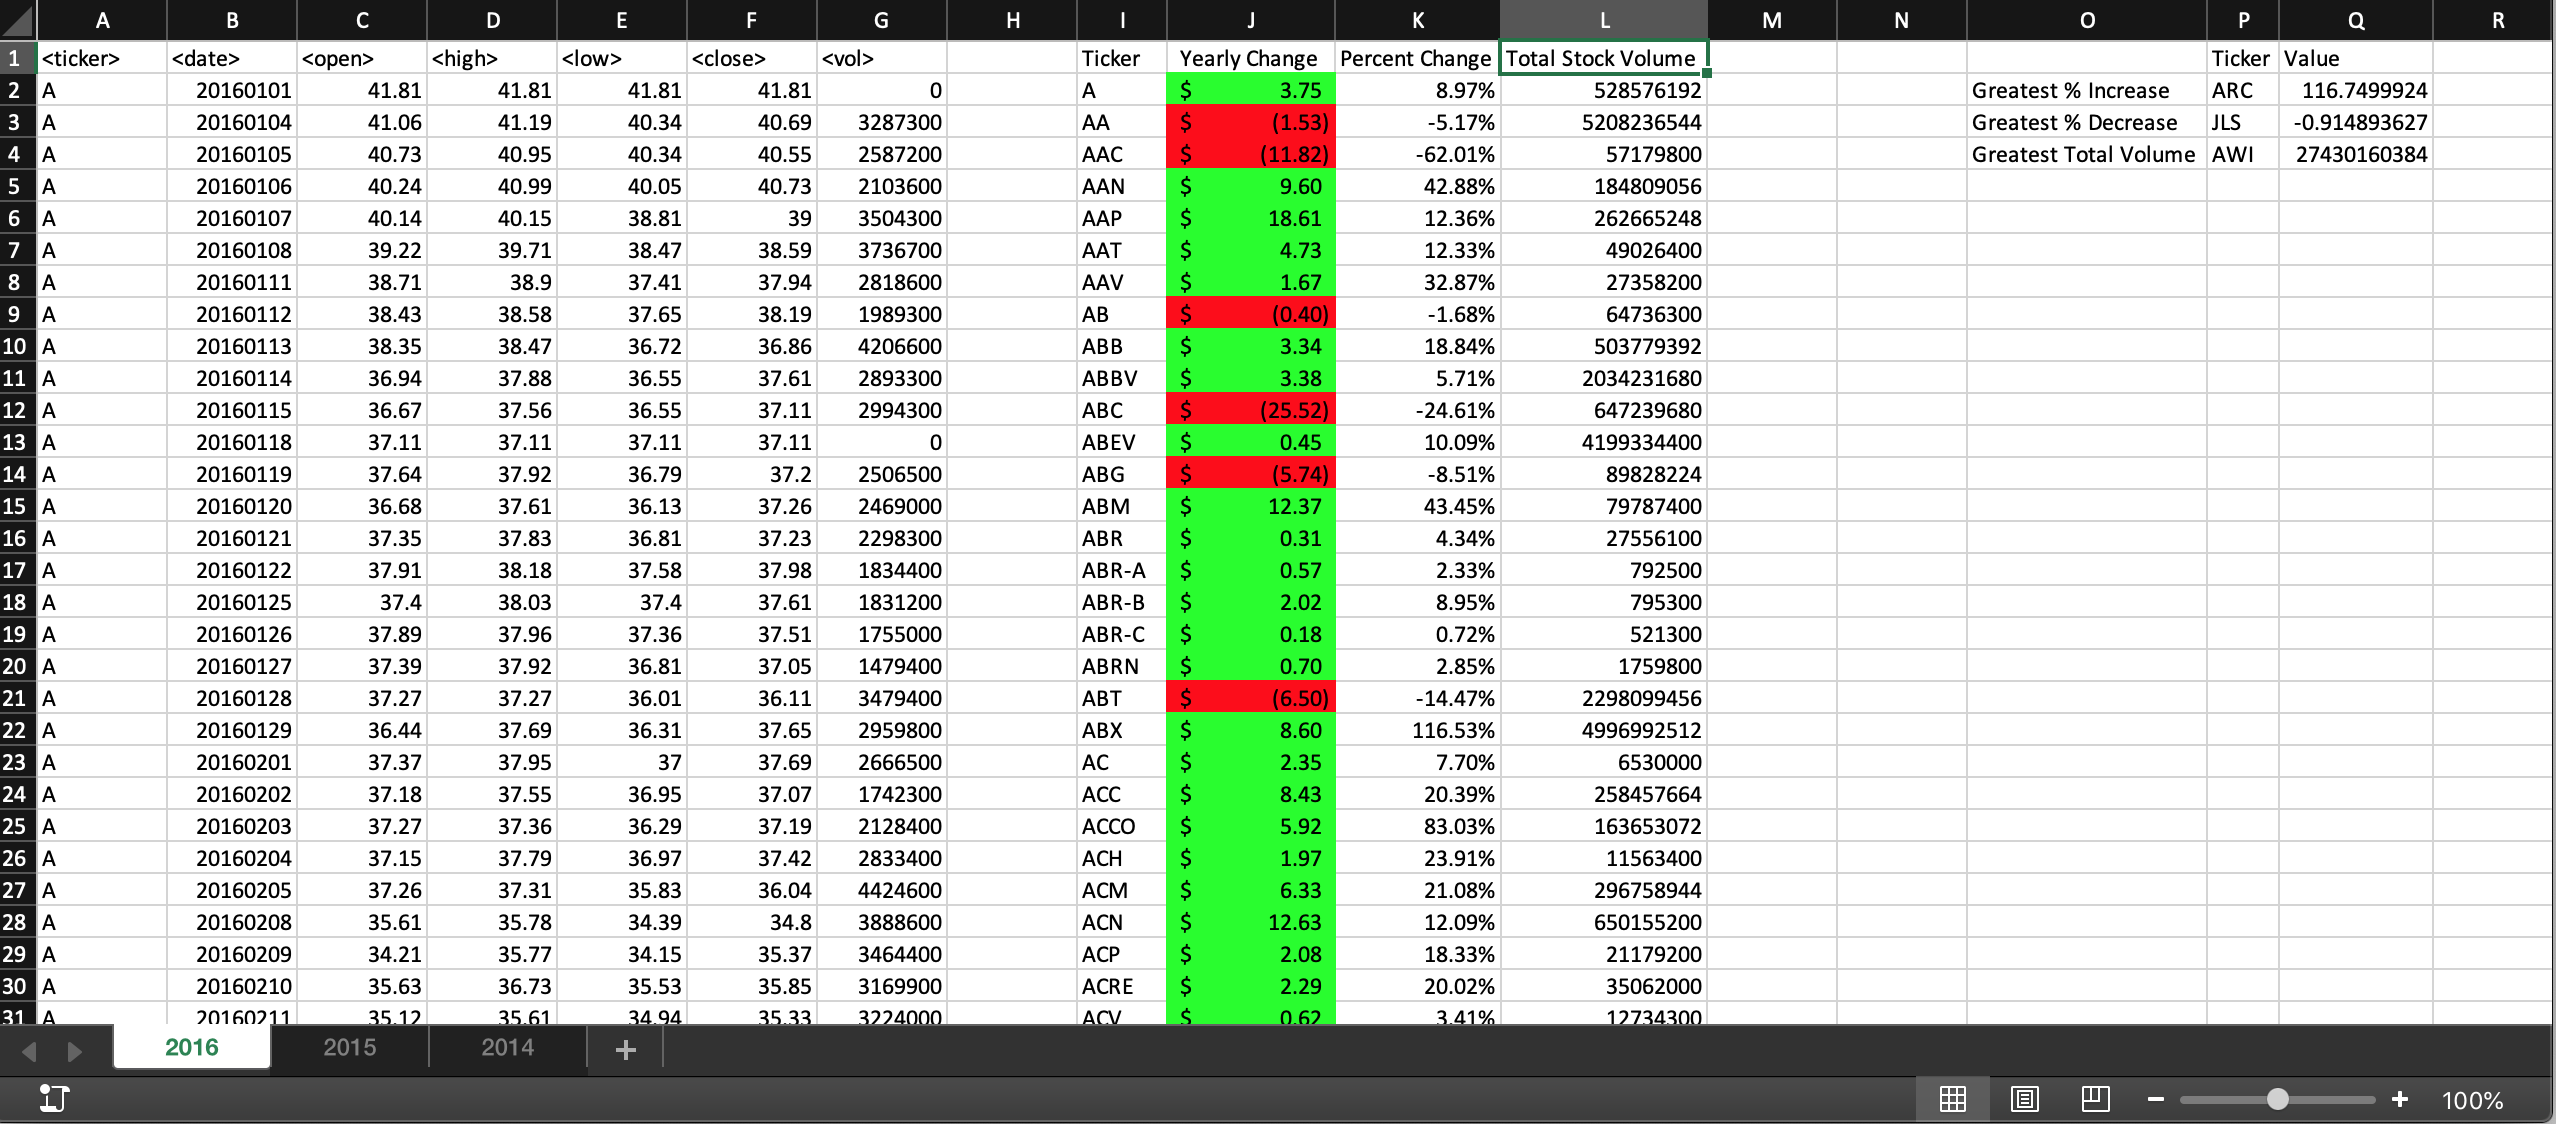 A B C D E F G H I J K L M N O P Q R
1 <ticker> <date> <open> <high> <low> <close> <vol> Ticker Yearly Change Percent Change Total Stock Volume Ticker Value
2 A 20160101 41.81 41.81 41.81 41.81 0 A $ 3.75 8.97% 528576192 Greatest % Increase ARC 116.7499924
3 A 20160104 41.06 41.19 40.34 40.69 3287300 AA $ (1.53) -5.17% 5208236544 Greatest % Decrease JLS -0.914893627
4 A 20160105 40.73 40.95 40.34 40.55 2587200 AAC $ (11.82) -62.01% 57179800 Greatest Total Volume AWI 27430160384
5 A 20160106 40.24 40.99 40.05 40.73 2103600 AAN $ 9.60 42.88% 184809056
6 A 20160107 40.14 40.15 38.81 39 3504300 AAP $ 18.61 12.36% 262665248
7 A 20160108 39.22 39.71 38.47 38.59 3736700 AAT $ 4.73 12.33% 49026400
8 A 20160111 38.71 38.9 37.41 37.94 2818600 AAV $ 1.67 32.87% 27358200
9 A 20160112 38.43 38.58 37.65 38.19 1989300 AB $ (0.40) -1.68% 64736300
10 A 20160113 38.35 38.47 36.72 36.86 4206600 ABB $ 3.34 18.84% 503779392
11 A 20160114 36.94 37.88 36.55 37.61 2893300 ABBV $ 3.38 5.71% 2034231680
12 A 20160115 36.67 37.56 36.55 37.11 2994300 ABC $ (25.52) -24.61% 647239680
13 A 20160118 37.11 37.11 37.11 37.11 0 ABEV $ 0.45 10.09% 4199334400
14 A 20160119 37.64 37.92 36.79 37.2 2506500 ABG $ (5.74) -8.51% 89828224
15 A 20160120 36.68 37.61 36.13 37.26 2469000 ABM $ 12.37 43.45% 79787400
16 A 20160121 37.35 37.83 36.81 37.23 2298300 ABR $ 0.31 4.34% 27556100
17 A 20160122 37.91 38.18 37.58 37.98 1834400 ABR-A $ 0.57 2.33% 792500
18 A 20160125 37.4 38.03 37.4 37.61 1831200 ABR-B $ 2.02 8.95% 795300
19 A 20160126 37.89 37.96 37.36 37.51 1755000 ABR-C $ 0.18 0.72% 521300
20 A 20160127 37.39 37.92 36.81 37.05 1479400 ABRN $ 0.70 2.85% 1759800
21 A 20160128 37.27 37.27 36.01 36.11 3479400 ABT $ (6.50) -14.47% 2298099456
22 A 20160129 36.44 37.69 36.31 37.65 2959800 ABX $ 8.60 116.53% 4996992512
23 A 20160201 37.37 37.95 37 37.69 2666500 AC $ 2.35 7.70% 6530000
24 A 20160202 37.18 37.55 36.95 37.07 1742300 ACC $ 8.43 20.39% 258457664
25 A 20160203 37.27 37.36 36.29 37.19 2128400 ACCO $ 5.92 83.03% 163653072
26 A 20160204 37.15 37.79 36.97 37.42 2833400 ACH $ 1.97 23.91% 11563400
27 A 20160205 37.26 37.31 35.83 36.04 4424600 ACM $ 6.33 21.08% 296758944
28 A 20160208 35.61 35.78 34.39 34.8 3888600 ACN $ 12.63 12.09% 650155200
29 A 20160209 34.21 35.77 34.15 35.37 3464400 ACP $ 2.08 18.33% 21179200
30 A 20160210 35.63 36.73 35.53 35.85 3169900 ACRE $ 2.29 20.02% 35062000
31 A 20160211 35.12 35.61 34.94 35.33 3224000 ACV $ 0.62 3.41% 12734300
2016 2015 2014 +
100%